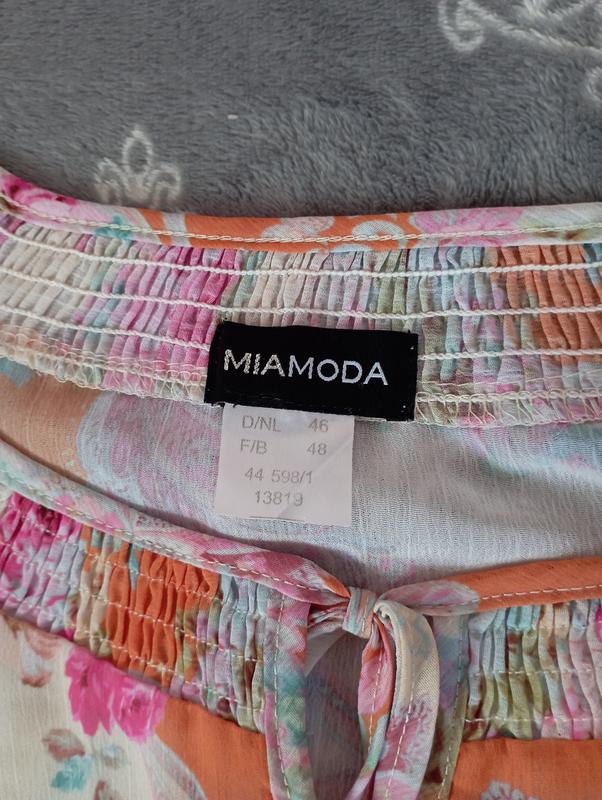 MIAMODA
D/NL 46
F/B 48
44 598/1
13819